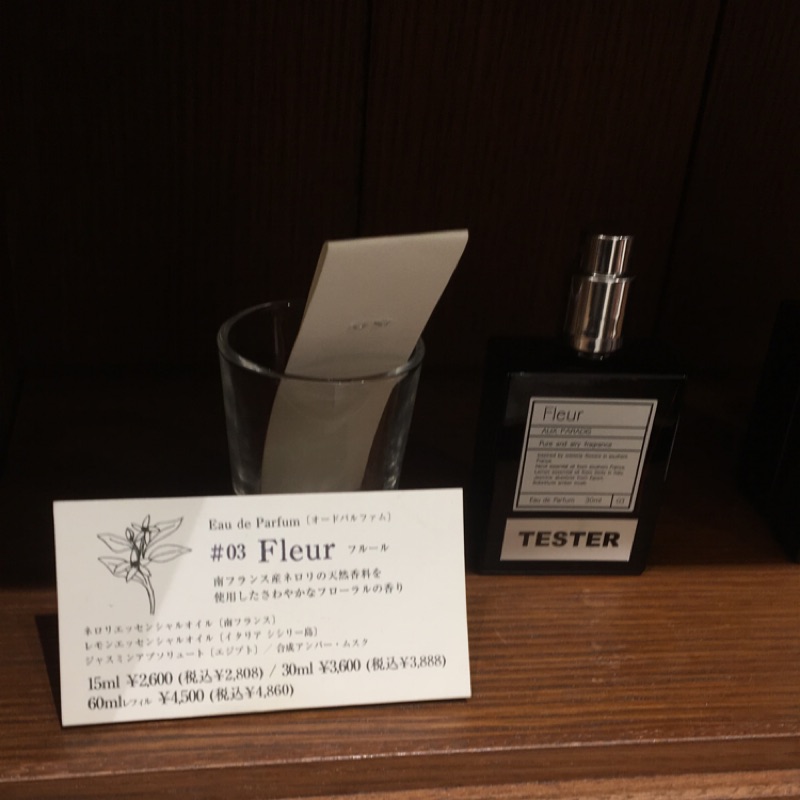 Eau de Parfum〔オードパルファム〕
#03 Fleur フルール
南フランス産ネロリの天然香料を
使用したさわやかなフローラルの香り
ネロリエッセンシャルオイル〔南フランス〕
レモンエッセンシャルオイル〔イタリア シシリー島〕
ジャスミンアブソリュート〔エジプト〕／合成アンバー・ムスク
15ml ¥2,600 (税込¥2,808) / 30ml ¥3,600 (税込¥3,888)
60mlレフィル ¥4,500 (税込¥4,860)
Fleur
AUX PARADIS
Pure and airy fragrance
Eau de Parfum 30ml 03
TESTER